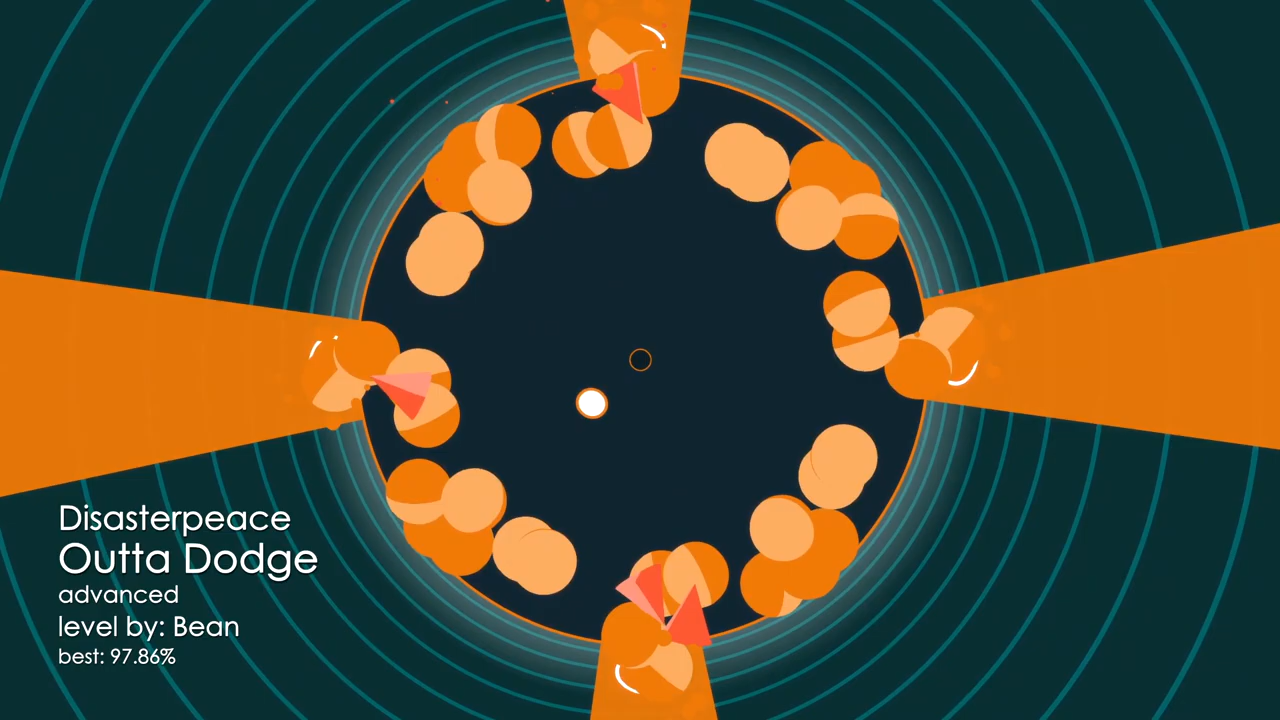 Disasterpeace
Outta Dodge
advanced
level by: Bean
best: 97.86%